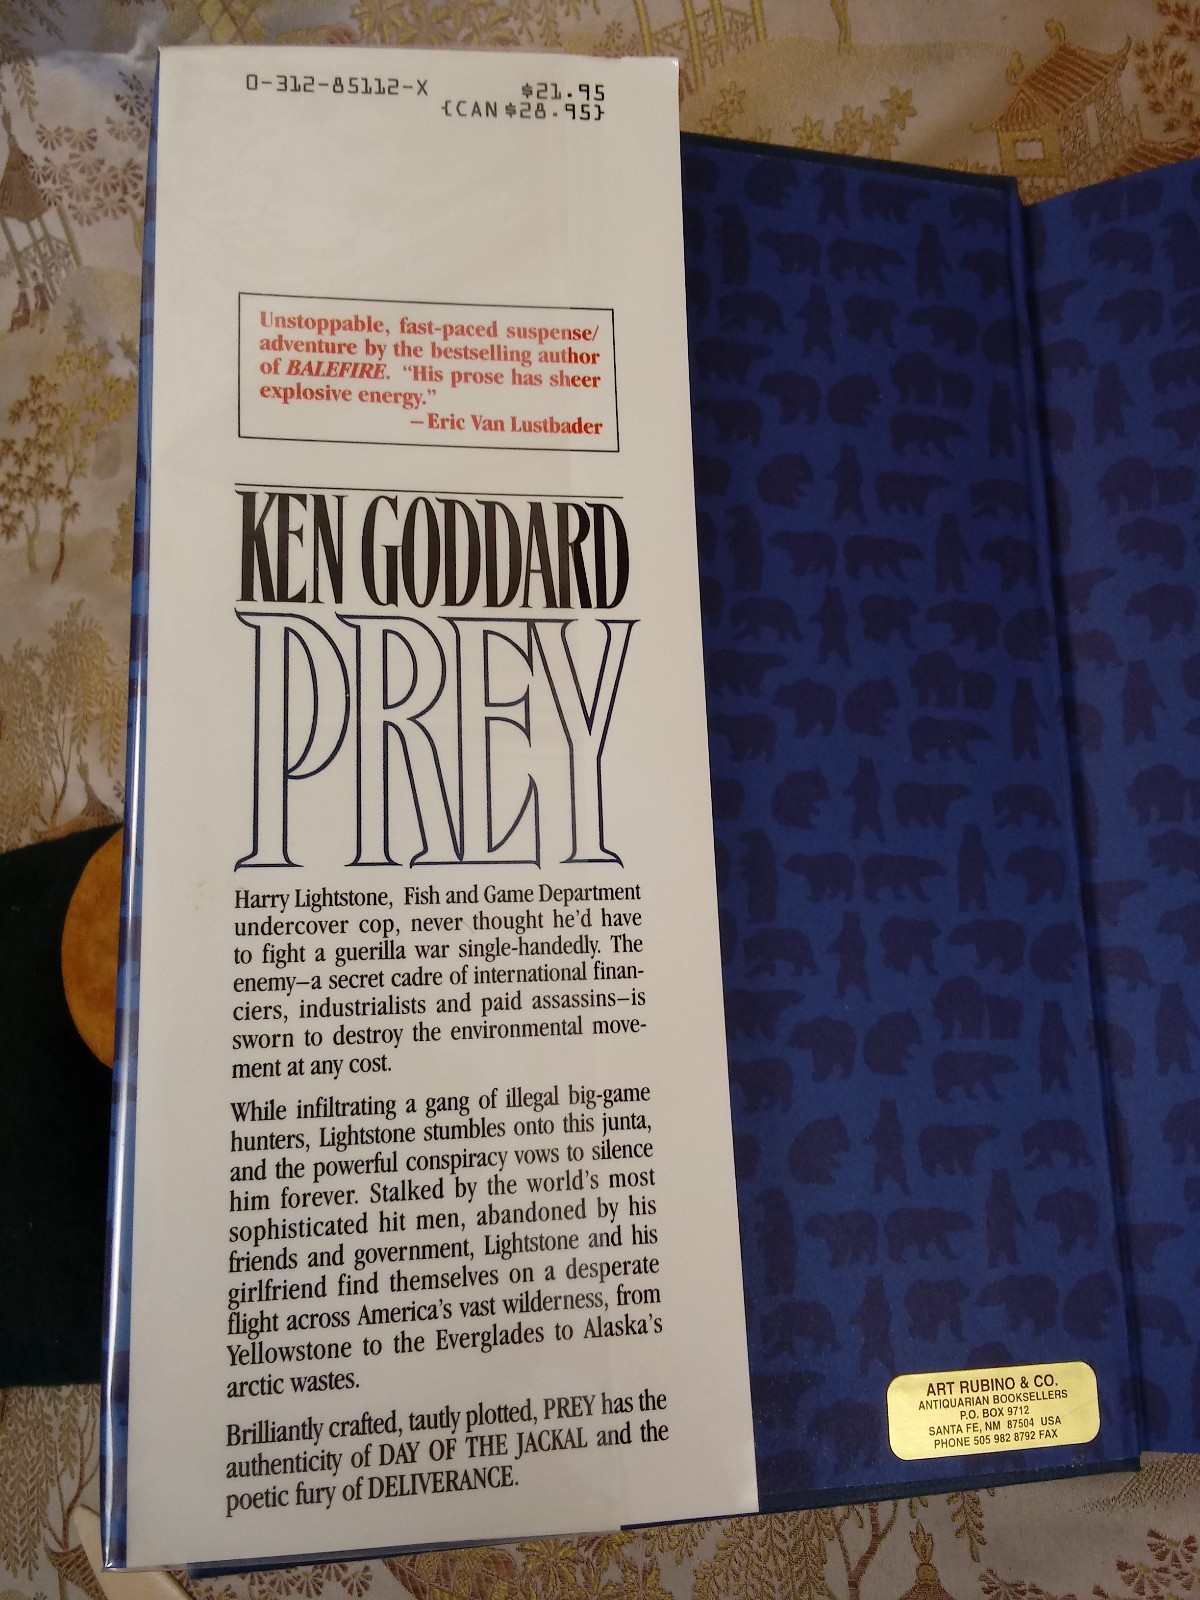 0-312-85112-X
$21.95
{CAN $28.95}
Unstoppable, fast-paced suspense/
adventure by the bestselling author
of BALEFIRE. “His prose has sheer
explosive energy.”
—Eric Van Lustbader
KEN GODDARD
PREY
Harry Lightstone, Fish and Game Department
undercover cop, never thought he’d have
to fight a guerilla war single-handedly. The
enemy—a secret cadre of international finan-
ciers, industrialists and paid assassins—is
sworn to destroy the environmental move-
ment at any cost.
While infiltrating a gang of illegal big-game
hunters, Lightstone stumbles onto this junta,
and the powerful conspiracy vows to silence
him forever. Stalked by the world’s most
sophisticated hit men, abandoned by his
friends and government, Lightstone and his
girlfriend find themselves on a desperate
flight across America’s vast wilderness, from
Yellowstone to the Everglades to Alaska’s
arctic wastes.
Brilliantly crafted, tautly plotted, PREY has the
authenticity of DAY OF THE JACKAL and the
poetic fury of DELIVERANCE.
ART RUBINO & CO.
ANTIQUARIAN BOOKSELLERS
P.O. BOX 9712
SANTA FE, NM 87504 USA
PHONE 505 982 8792 FAX